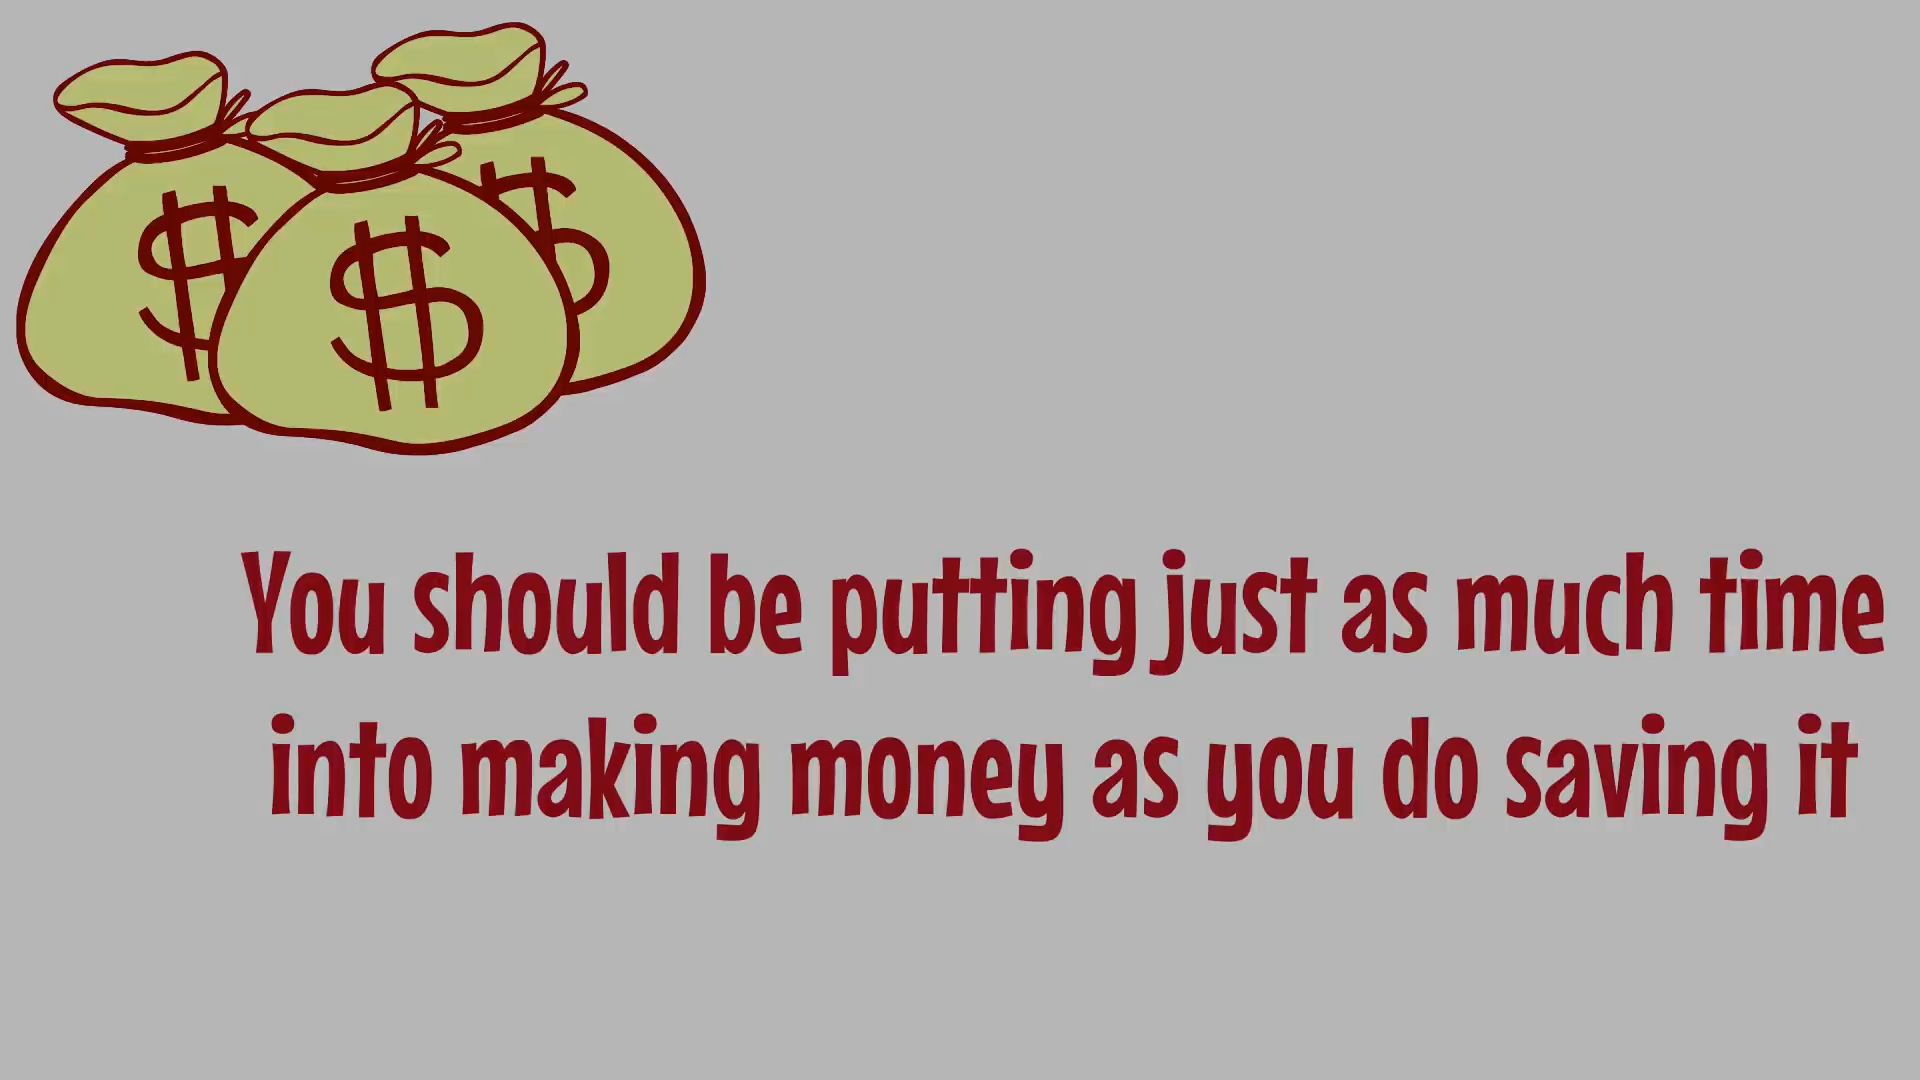 $ $ $
You should be putting just as much time
into making money as you do saving it